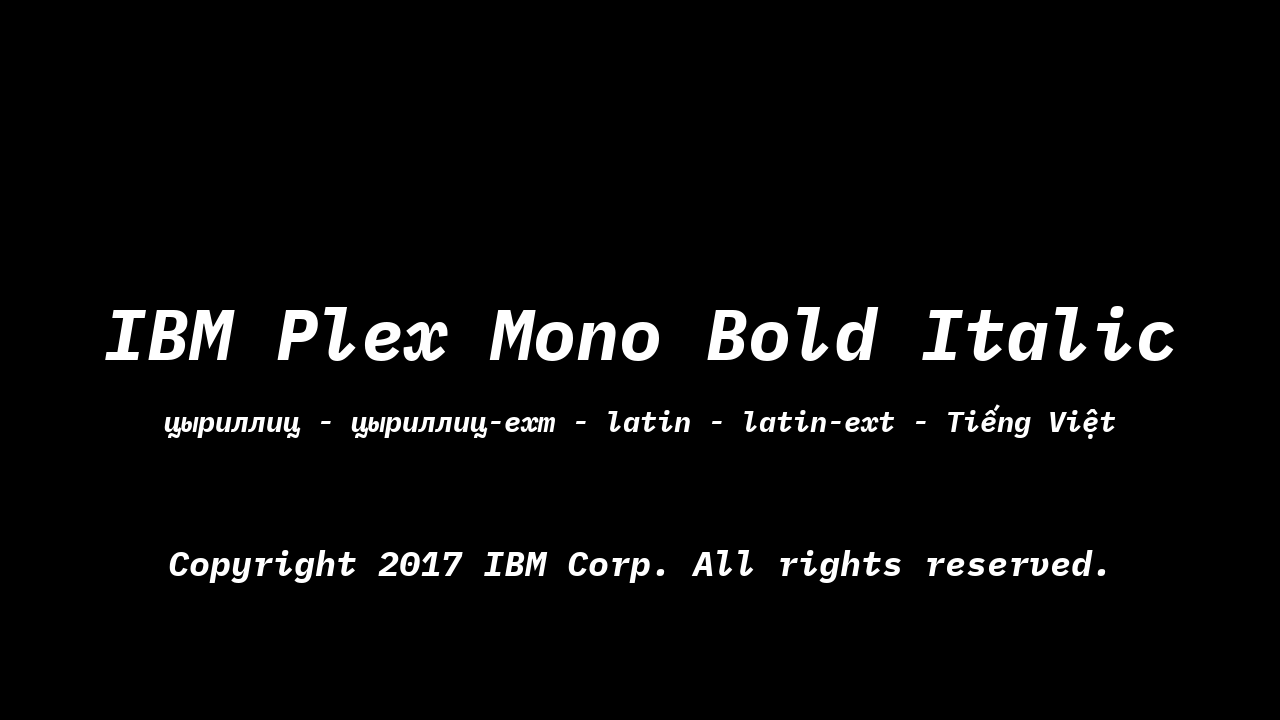 IBM Plex Mono Bold Italic
цыриллиц - цыриллиц-ехт - latin - latin-ext - Tiếng Việt
Copyright 2017 IBM Corp. All rights reserved.